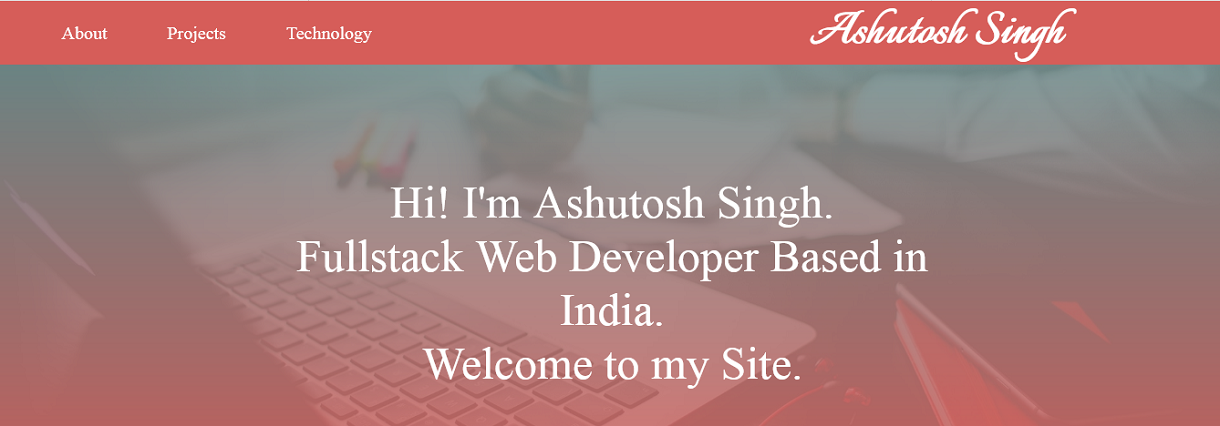 About Projects Technology Ashutosh Singh
Hi! I'm Ashutosh Singh.
Fullstack Web Developer Based in
India.
Welcome to my Site.